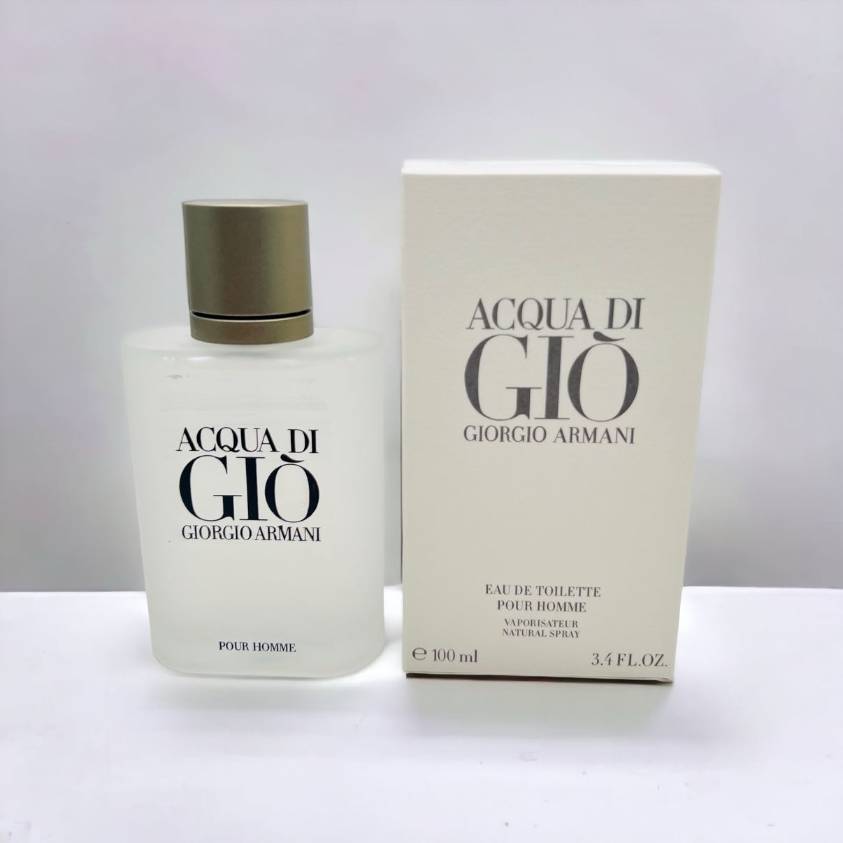 ACQUA DI
GIÒ
GIORGIO ARMANI
POUR HOMME
ACQUA DI
GIÒ
GIORGIO ARMANI
EAU DE TOILETTE
POUR HOMME
VAPORISATEUR
NATURAL SPRAY
℮ 100 ml 3.4 FL.OZ.